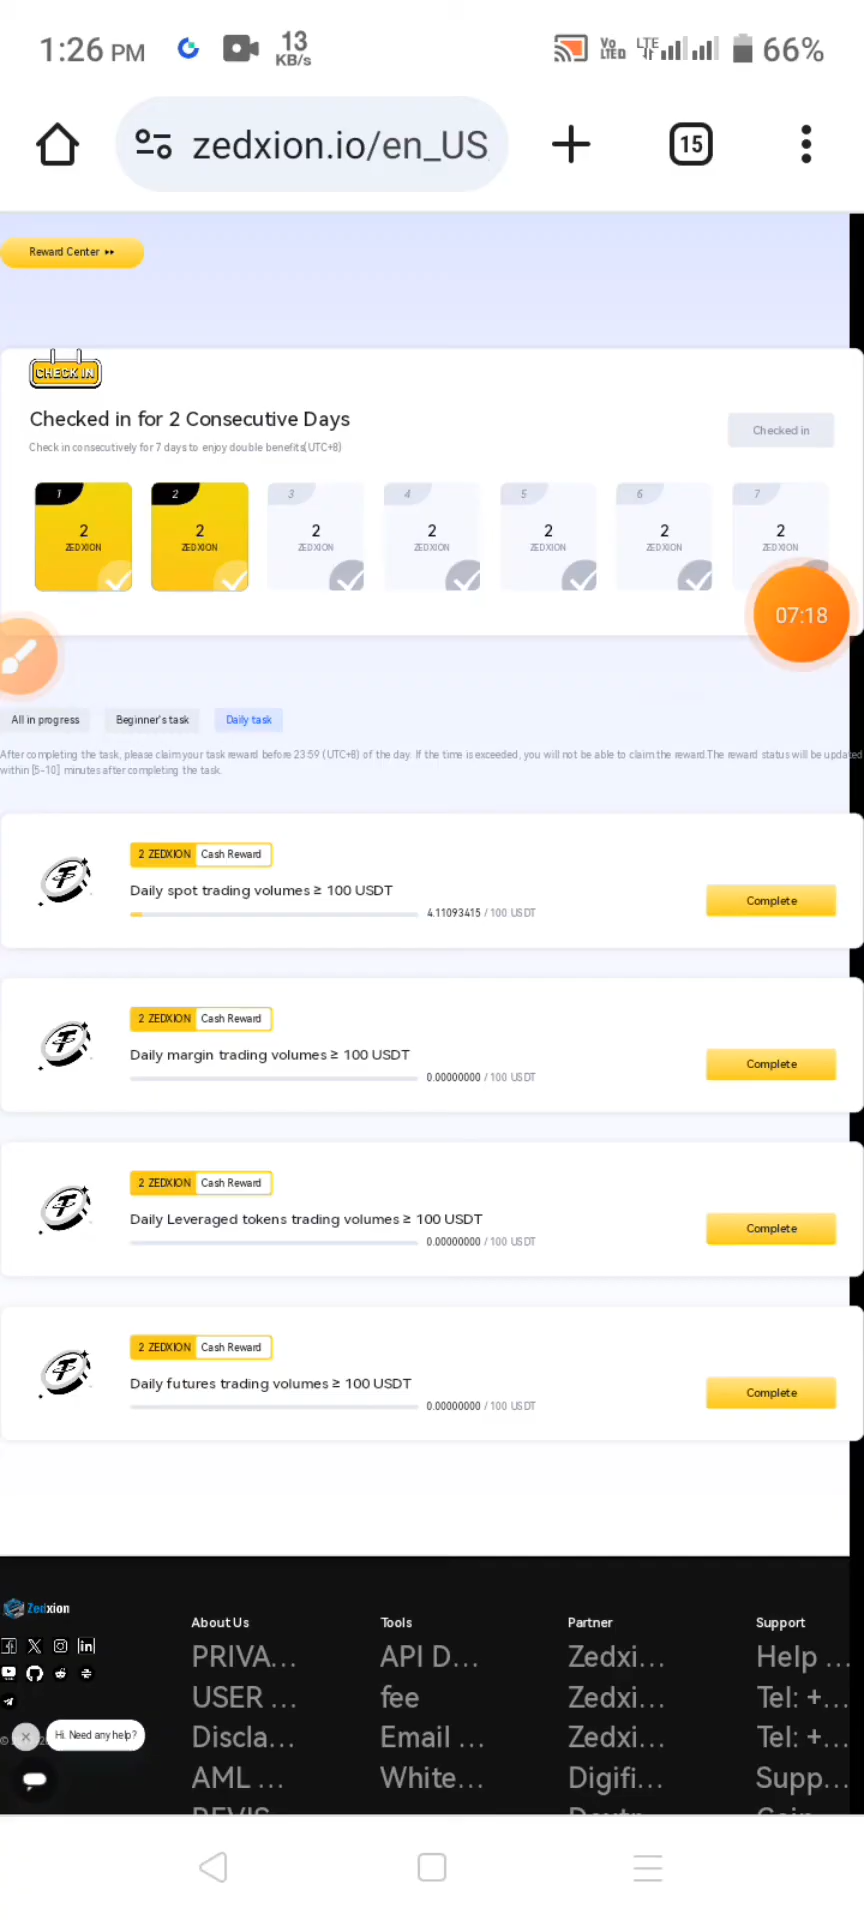 1:26 PM
13
KB/s
Vo
LTED
LTE
66%
zedxion.io/en_US
15
Reward Center
CHECK IN
Checked in for 2 Consecutive Days
Checked in
Check in consecutively for 7 days to enjoy double benefits(UTC+8)
1 2 3 4 5 6 7
2 2 2 2 2 2 2
ZEDXION ZEDXION ZEDXION ZEDXION ZEDXION ZEDXION ZEDXION
07:18
All in progress Beginner's task Daily task
After completing the task, please claim your task reward before 23:59 (UTC+8) of the day. If the time is exceeded, you will not be able to claim the reward.The reward status will be updated
within [5-10] minutes after completing the task.
2 ZEDXION Cash Reward
Daily spot trading volumes ≥ 100 USDT
4.11093415 / 100 USDT
Complete
2 ZEDXION Cash Reward
Daily margin trading volumes ≥ 100 USDT
0.00000000 / 100 USDT
Complete
2 ZEDXION Cash Reward
Daily Leveraged tokens trading volumes ≥ 100 USDT
0.00000000 / 100 USDT
Complete
2 ZEDXION Cash Reward
Daily futures trading volumes ≥ 100 USDT
0.00000000 / 100 USDT
Complete
Zedxion
About Us Tools Partner Support
PRIVA... API D... Zedxi... Help ...
USER ... fee Zedxi... Tel: +...
Discla... Email ... Zedxi... Tel: +...
AML ... White... Digifi... Supp...
Hi. Need any help?